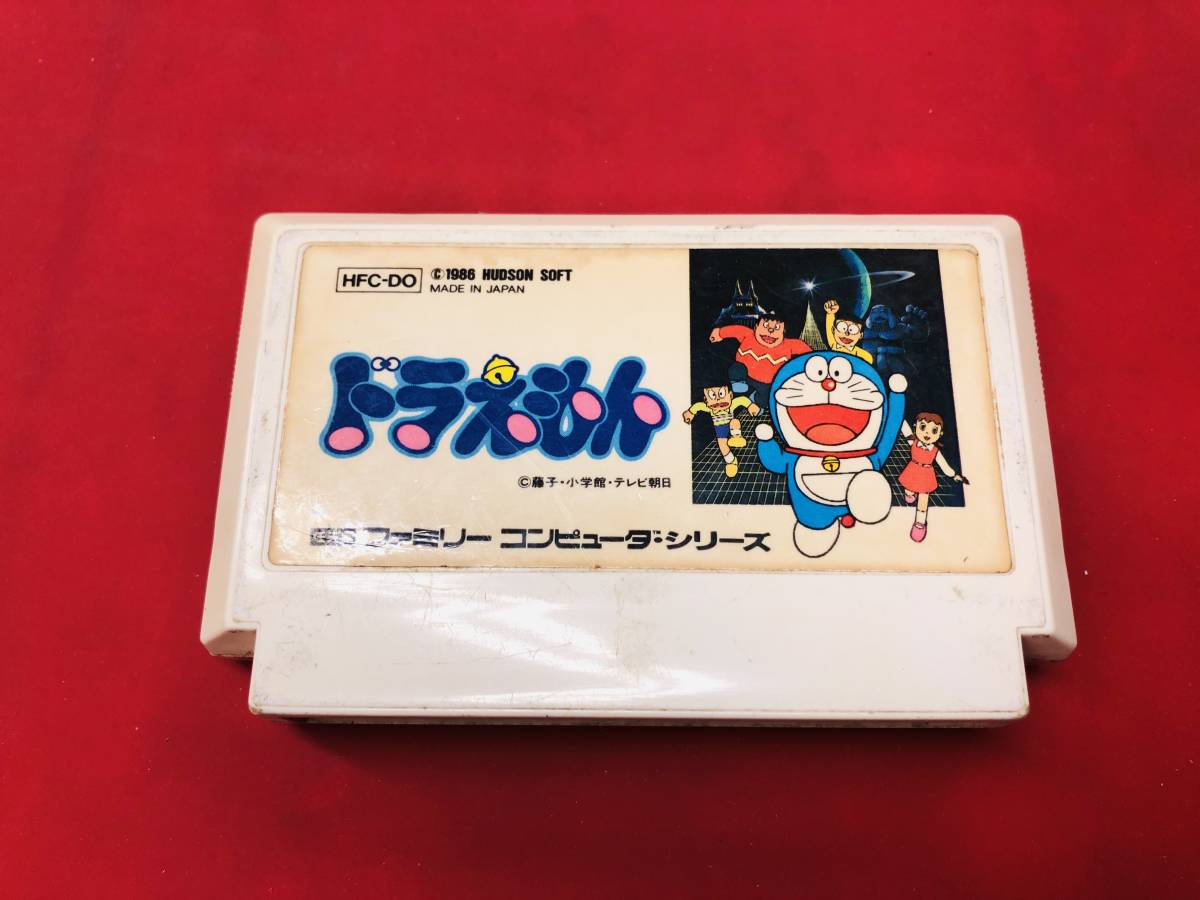 HFC-DO
©1986 HUDSON SOFT
MADE IN JAPAN
ドラえもん
©藤子・小学館・テレビ朝日
ファミリー コンピュータ・シリーズ